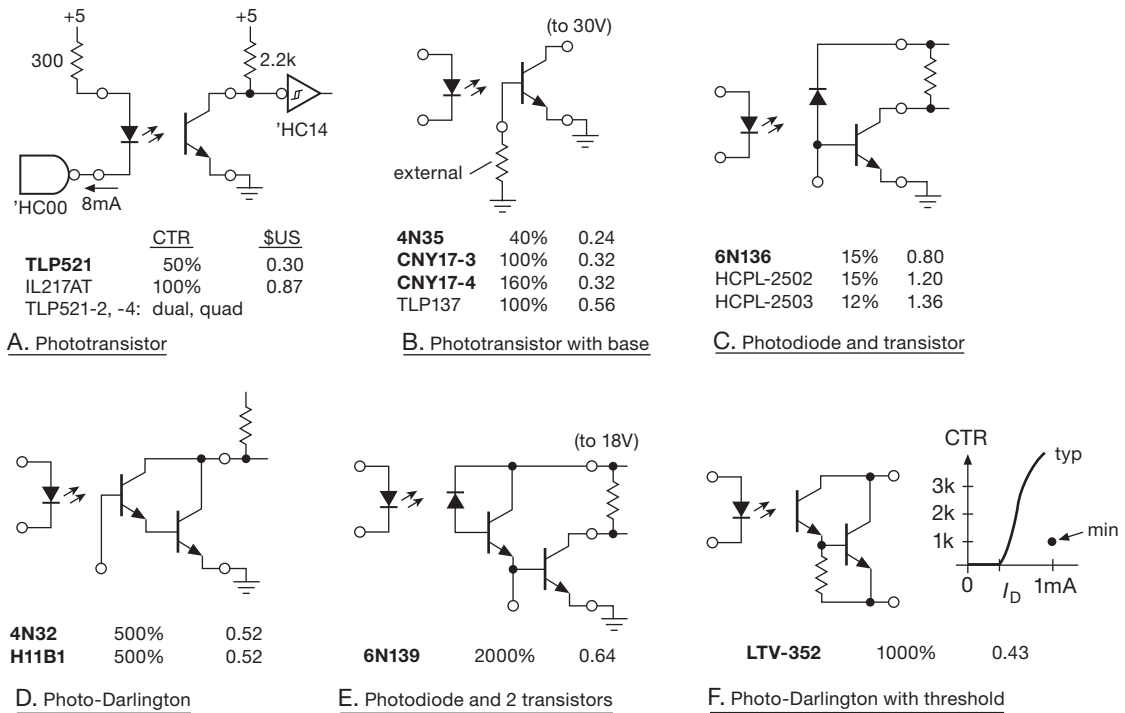 +5
+5
300
2.2k
'HC14
'HC00
8mA
CTR $US
TLP521 50% 0.30
IL217AT 100% 0.87
TLP521-2, -4: dual, quad
A. Phototransistor
(to 30V)
external
4N35 40% 0.24
CNY17-3 100% 0.32
CNY17-4 160% 0.32
TLP137 100% 0.56
B. Phototransistor with base
6N136 15% 0.80
HCPL-2502 15% 1.20
HCPL-2503 12% 1.36
C. Photodiode and transistor
4N32 500% 0.52
H11B1 500% 0.52
D. Photo-Darlington
(to 18V)
6N139 2000% 0.64
E. Photodiode and 2 transistors
CTR
typ
3k
2k
1k
min
0 ID 1mA
LTV-352 1000% 0.43
F. Photo-Darlington with threshold